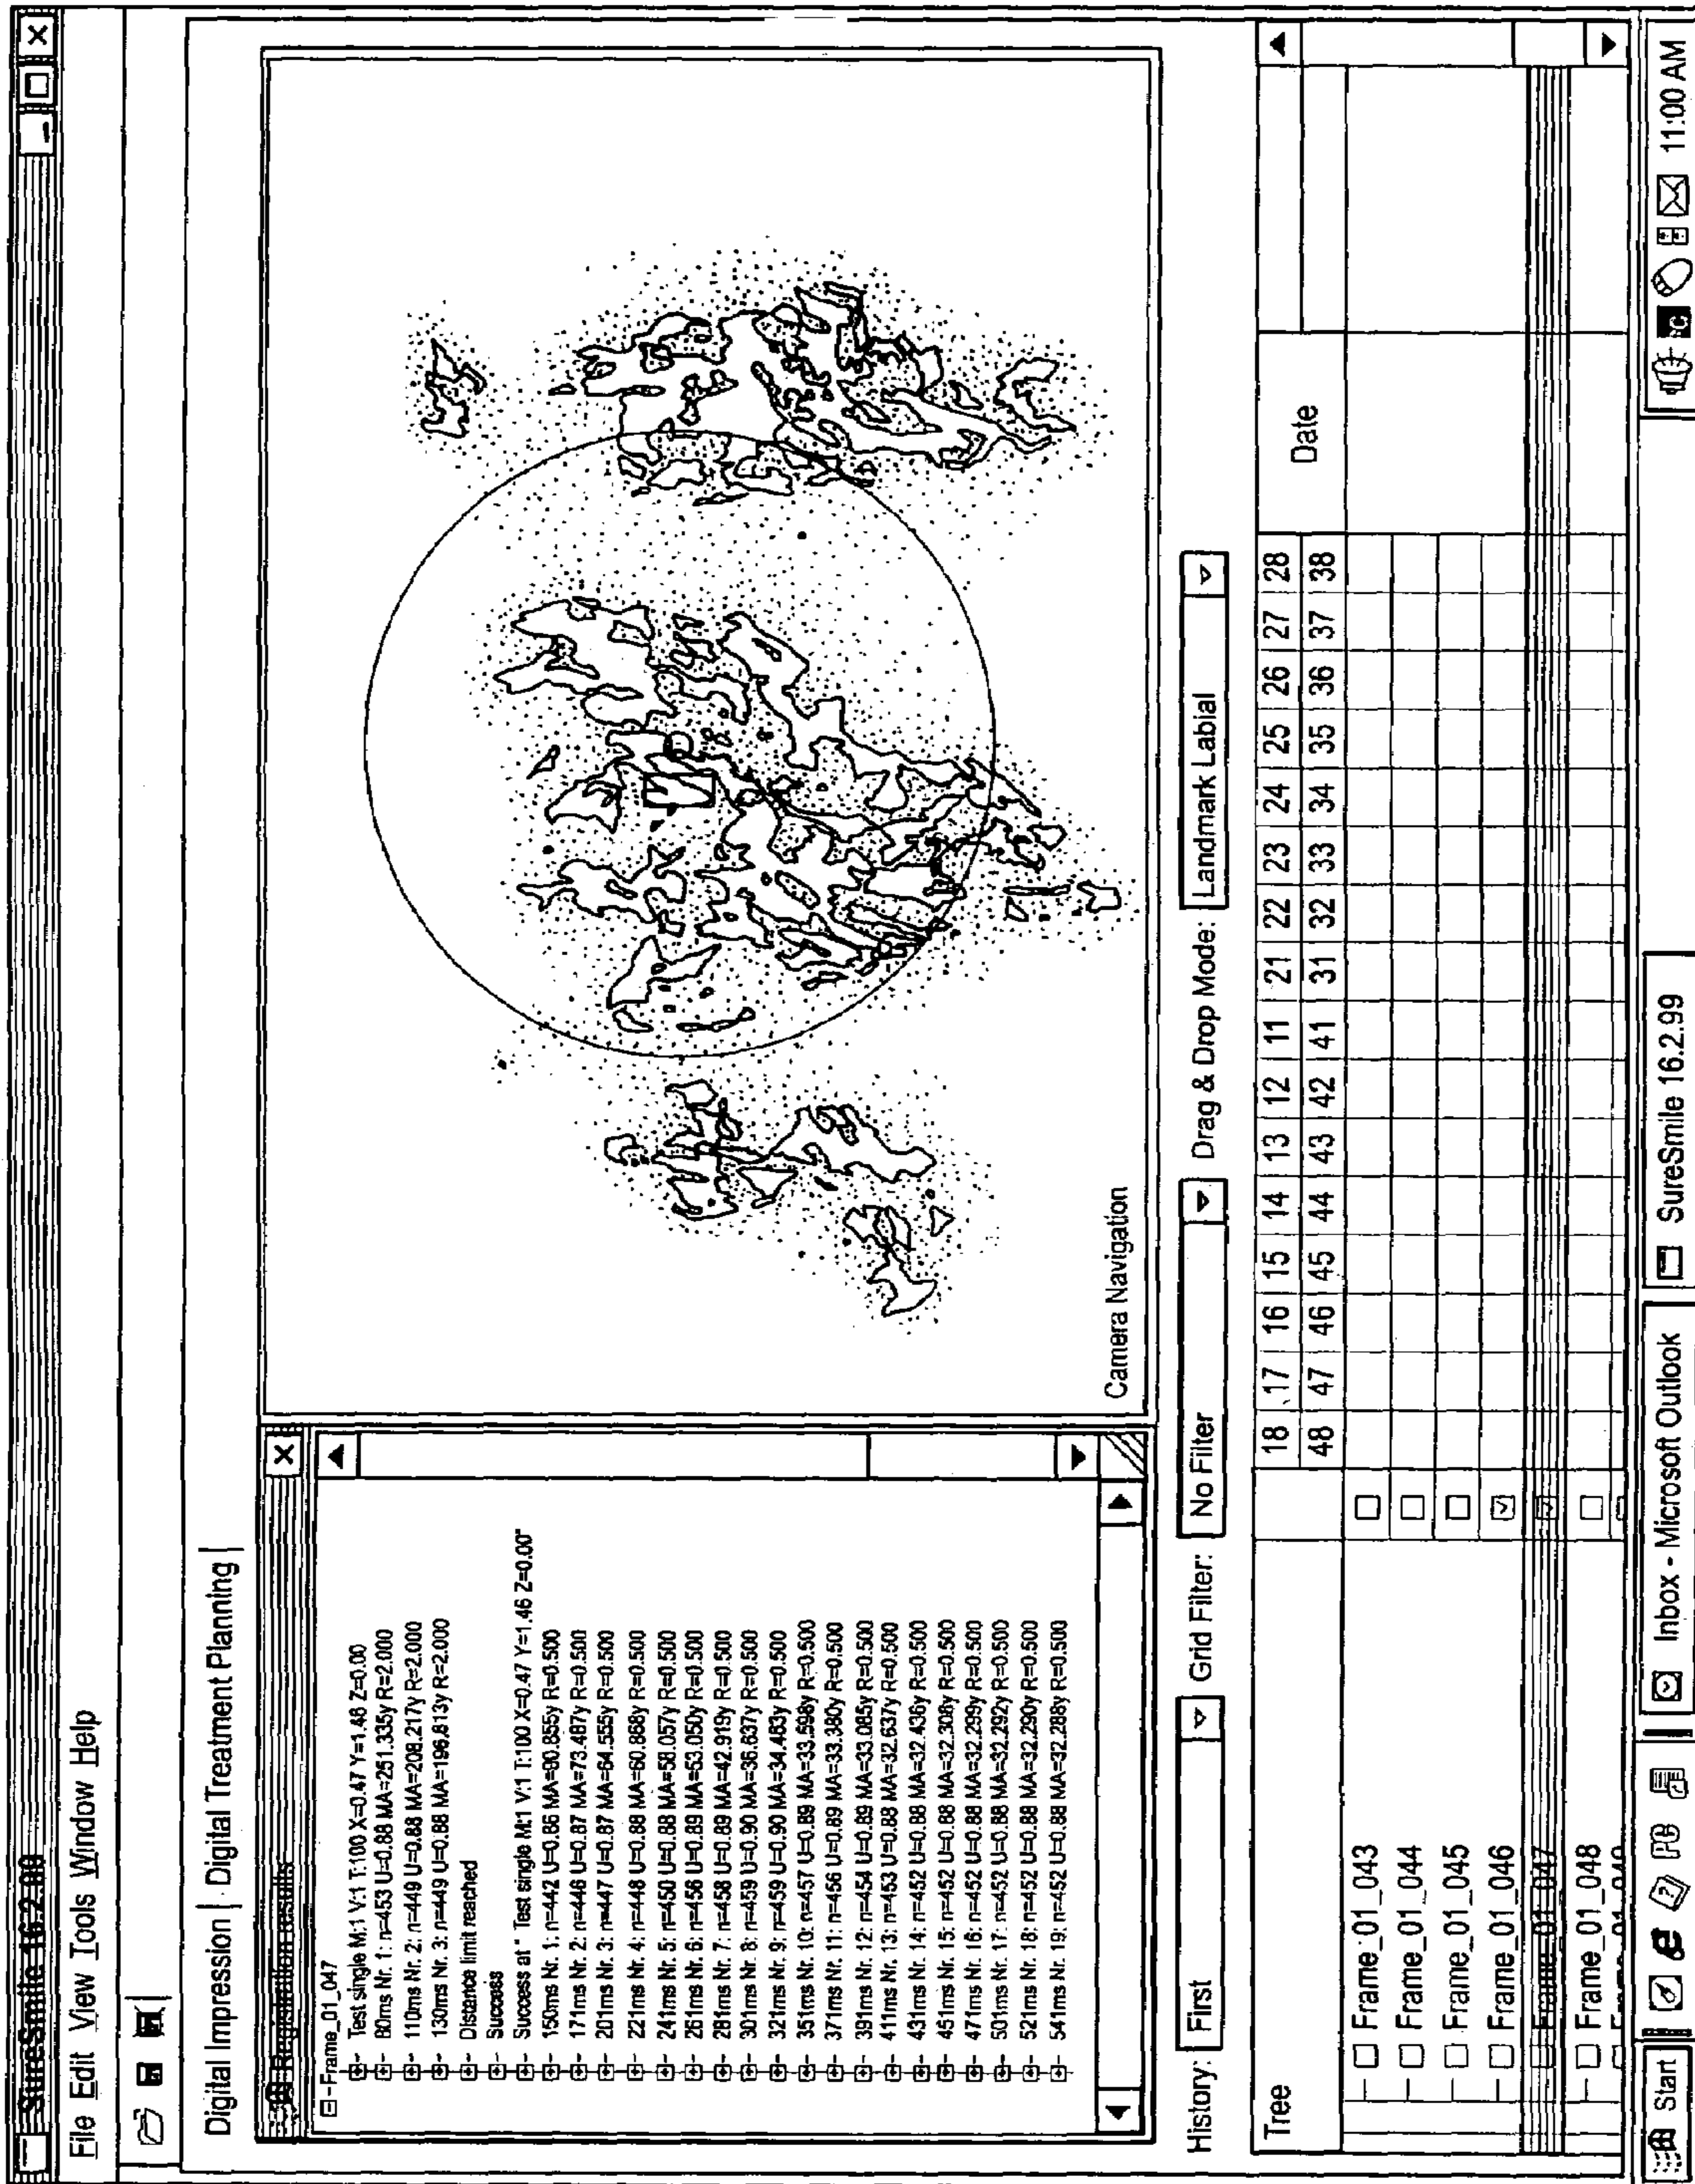 SureSmile 16.2.99
File Edit View Tools Window Help
Digital Impression Digital Treatment Planning
Registration results
Frame_01_047
Test single M:1 V:1 T:100 X=0.47 Y=1.48 Z=0.00
80ms Nr. 1: n=453 U=0.88 MA=251.335y R=2.000
110ms Nr. 2: n=449 U=0.88 MA=208.217y R=2.000
130ms Nr. 3: n=449 U=0.88 MA=196.813y R=2.000
Distance limit reached
Success
Success at " Test single M:1 V:1 T:100 X=0.47 Y=1.46 Z=0.00"
150ms Nr. 1: n=442 U=0.86 MA=90.855y R=0.500
171ms Nr. 2: n=446 U=0.87 MA=73.487y R=0.500
201ms Nr. 3: n=447 U=0.87 MA=64.555y R=0.500
221ms Nr. 4: n=448 U=0.88 MA=60.868y R=0.500
241ms Nr. 5: n=450 U=0.88 MA=58.057y R=0.500
261ms Nr. 6: n=456 U=0.89 MA=53.050y R=0.500
281ms Nr. 7: n=458 U=0.89 MA=42.919y R=0.500
301ms Nr. 8: n=459 U=0.90 MA=36.637y R=0.500
321ms Nr. 9: n=459 U=0.90 MA=34.463y R=0.500
351ms Nr. 10: n=457 U=0.89 MA=33.598y R=0.500
371ms Nr. 11: n=456 U=0.89 MA=33.380y R=0.500
391ms Nr. 12: n=454 U=0.89 MA=33.085y R=0.500
411ms Nr. 13: n=453 U=0.88 MA=32.637y R=0.500
431ms Nr. 14: n=452 U=0.88 MA=32.436y R=0.500
451ms Nr. 15: n=452 U=0.88 MA=32.308y R=0.500
471ms Nr. 16: n=452 U=0.88 MA=32.299y R=0.500
501ms Nr. 17: n=452 U=0.88 MA=32.292y R=0.500
521ms Nr. 18: n=452 U=0.88 MA=32.290y R=0.500
541ms Nr. 19: n=452 U=0.88 MA=32.288y R=0.500
Camera Navigation
History: First Grid Filter: No Filter Drag & Drop Mode: Landmark Labial
Tree 18 17 16 15 14 13 12 11 21 22 23 24 25 26 27 28 Date
48 47 46 45 44 43 42 41 31 32 33 34 35 36 37 38
Frame_01_043
Frame_01_044
Frame_01_045
Frame_01_046
Frame_01_047
Frame_01_048
Frame_01_049
Start Inbox - Microsoft Outlook SureSmile 16.2.99 11:00 AM